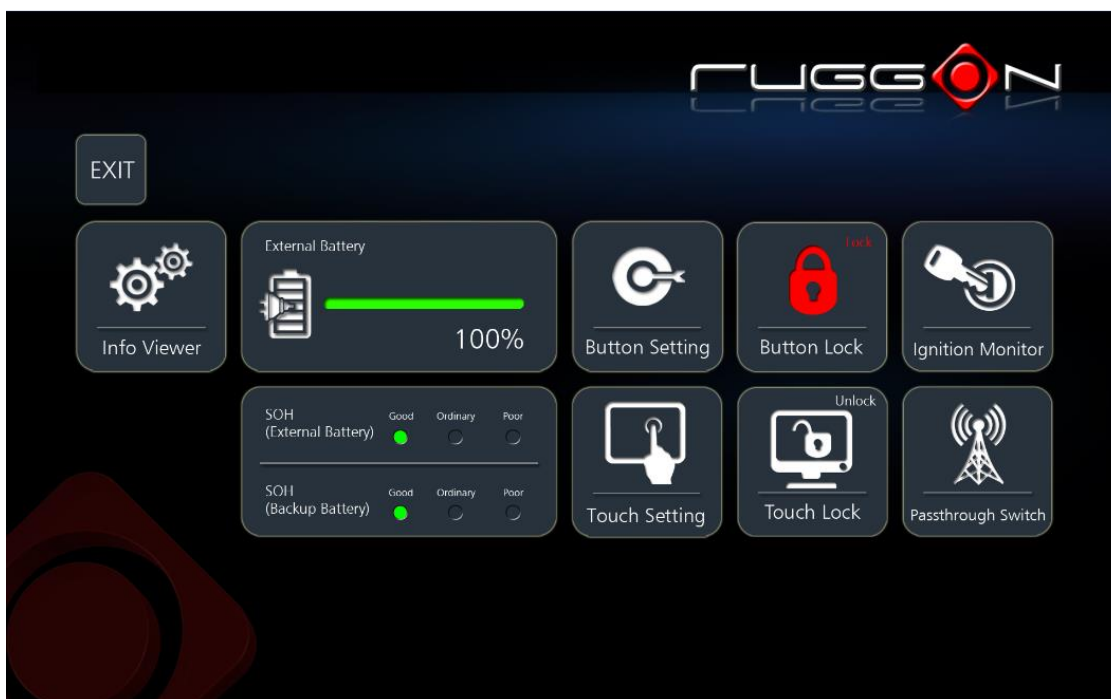 RUGGON
EXIT
Info Viewer
External Battery
100%
Button Setting
Lock
Button Lock
Ignition Monitor
SOH
(External Battery)
Good Ordinary Poor
SOH
(Backup Battery)
Good Ordinary Poor
Touch Setting
Unlock
Touch Lock
Passthrough Switch